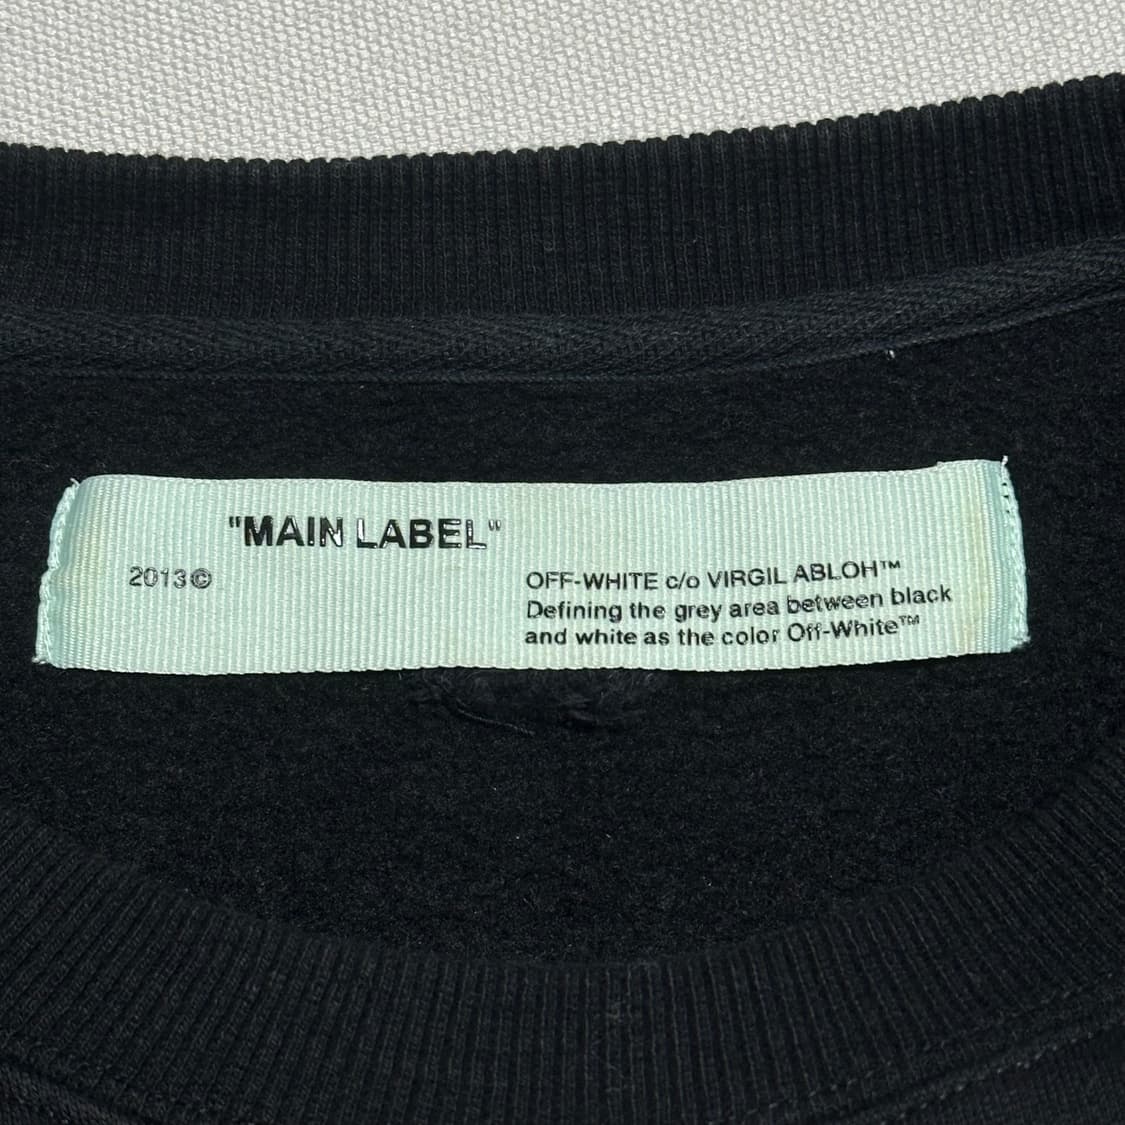 "MAIN LABEL"
2013©
OFF-WHITE c/o VIRGIL ABLOH™
Defining the grey area between black
and white as the color Off-White™